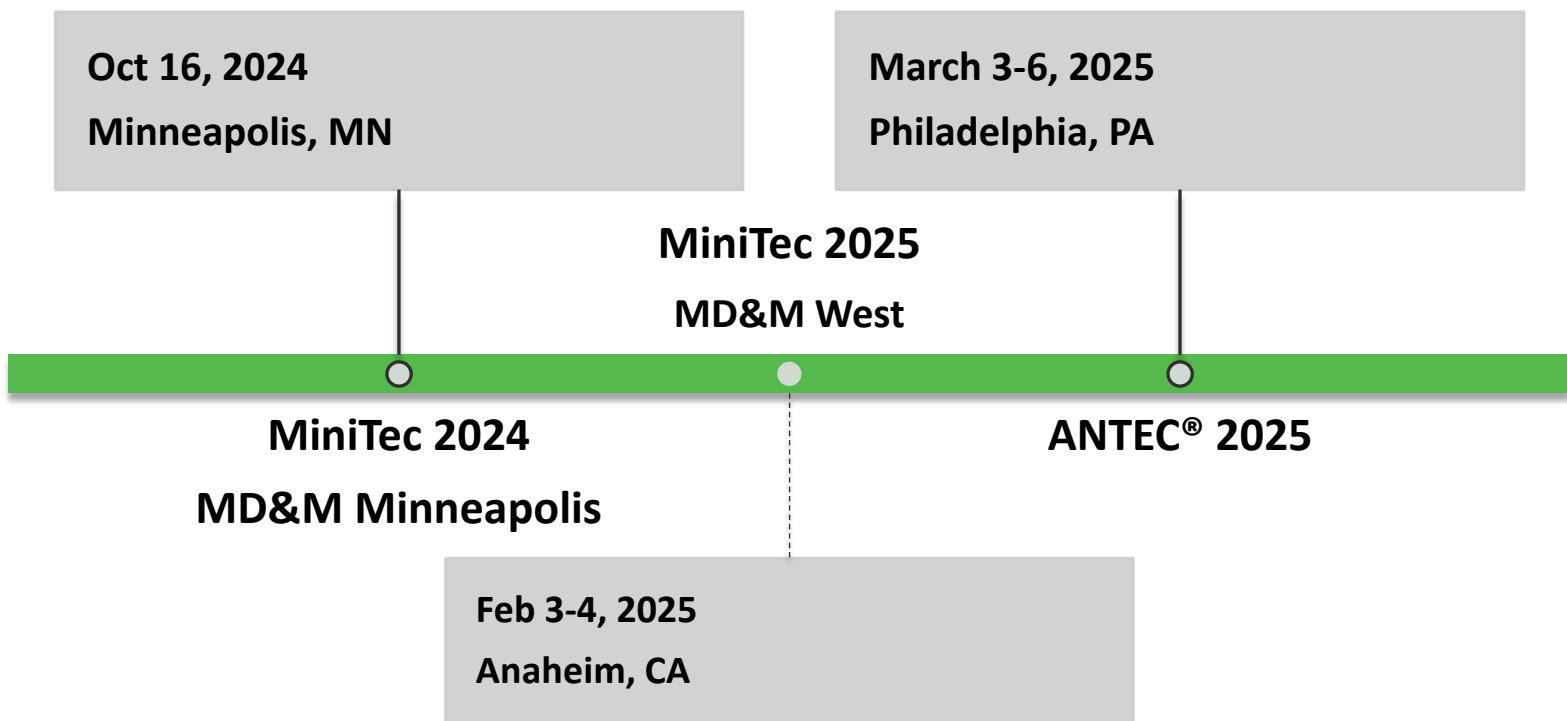 Oct 16, 2024
Minneapolis, MN
March 3-6, 2025
Philadelphia, PA
MiniTec 2025
MD&M West
MiniTec 2024
MD&M Minneapolis
ANTEC® 2025
Feb 3-4, 2025
Anaheim, CA